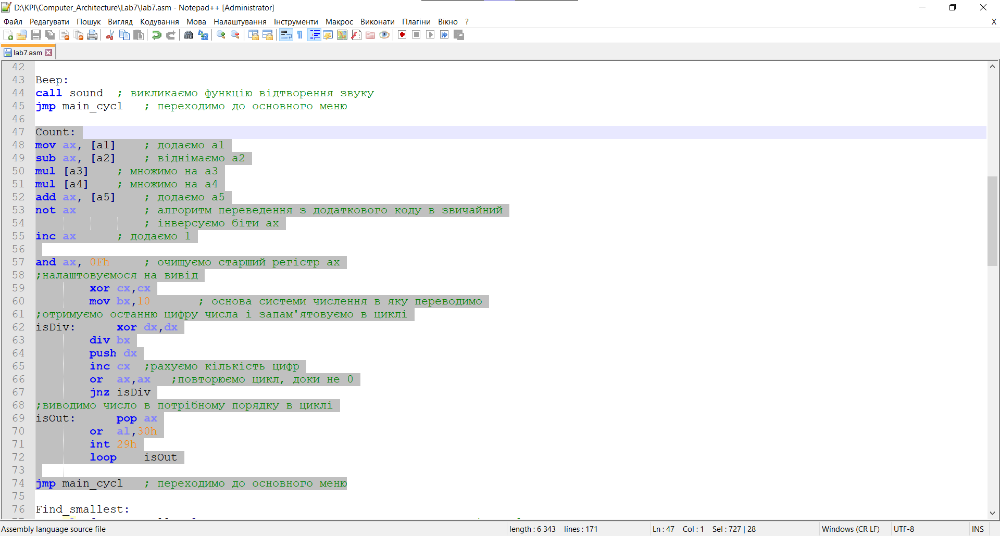 D:\KPI\Computer_Architecture\Lab7\lab7.asm - Notepad++ [Administrator]
Файл Редагувати Пошук Вигляд Кодування Мова Налаштування Інструменти Макрос Виконати Плагіни Вікно ? X
lab7.asm
42
43 Beep:
44 call sound ; викликаємо функцію відтворення звуку
45 jmp main_cycl ; переходимо до основного меню
46
47 Count:
48 mov ax, [a1] ; додаємо a1
49 sub ax, [a2] ; віднімаємо a2
50 mul [a3] ; множимо на a3
51 mul [a4] ; множимо на a4
52 add ax, [a5] ; додаємо a5
53 not ax ; алгоритм переведення з додаткового коду в звичайний
54 ; інверсуємо біти ax
55 inc ax ; додаємо 1
56
57 and ax, 0Fh ; очищуємо старший регістр ax
58 ;налаштовуємося на вивід
59 xor cx,cx
60 mov bx,10 ; основа системи числення в яку переводимо
61 ;отримуємо останню цифру числа і запам'ятовуємо в циклі
62 isDiv: xor dx,dx
63 div bx
64 push dx
65 inc cx ;рахуємо кількість цифр
66 or ax,ax ;повторюємо цикл, доки не 0
67 jnz isDiv
68 ;виводимо число в потрібному порядку в циклі
69 isOut: pop ax
70 or al,30h
71 int 29h
72 loop isOut
73
74 jmp main_cycl ; переходимо до основного меню
75
76 Find_smallest:
Assembly language source file length : 6 343 lines : 171 Ln : 47 Col : 1 Sel : 727 | 28 Windows (CR LF) UTF-8 INS